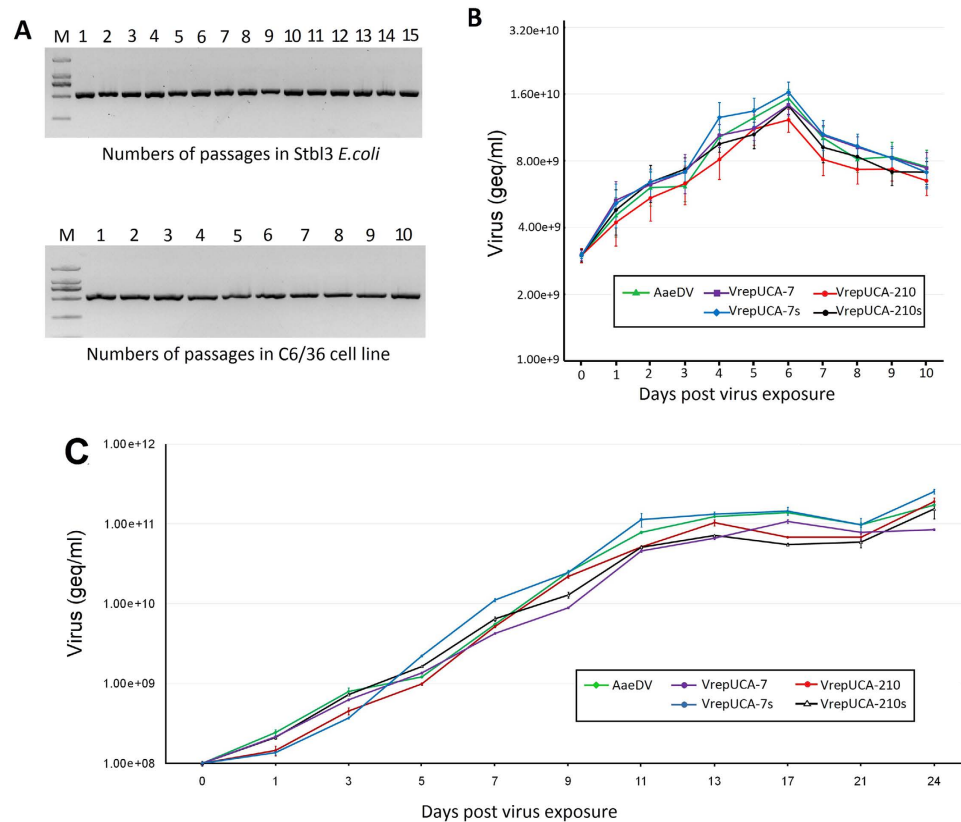 A
M 1 2 3 4 5 6 7 8 9 10 11 12 13 14 15
Numbers of passages in Stbl3 E.coli
M 1 2 3 4 5 6 7 8 9 10
Numbers of passages in C6/36 cell line
B
3.20e+10
1.60e+10
8.00e+09
4.00e+09
2.00e+09
1.00e+09
Virus (geq/ml)
AaeDV VrepUCA-7 VrepUCA-210
VrepUCA-7s VrepUCA-210s
0 1 2 3 4 5 6 7 8 9 10
Days post virus exposure
C
1.00e+12
1.00e+11
1.00e+10
1.00e+09
1.00e+08
Virus (geq/ml)
AaeDV VrepUCA-7 VrepUCA-210
VrepUCA-7s VrepUCA-210s
0 1 3 5 7 9 11 13 17 21 24
Days post virus exposure